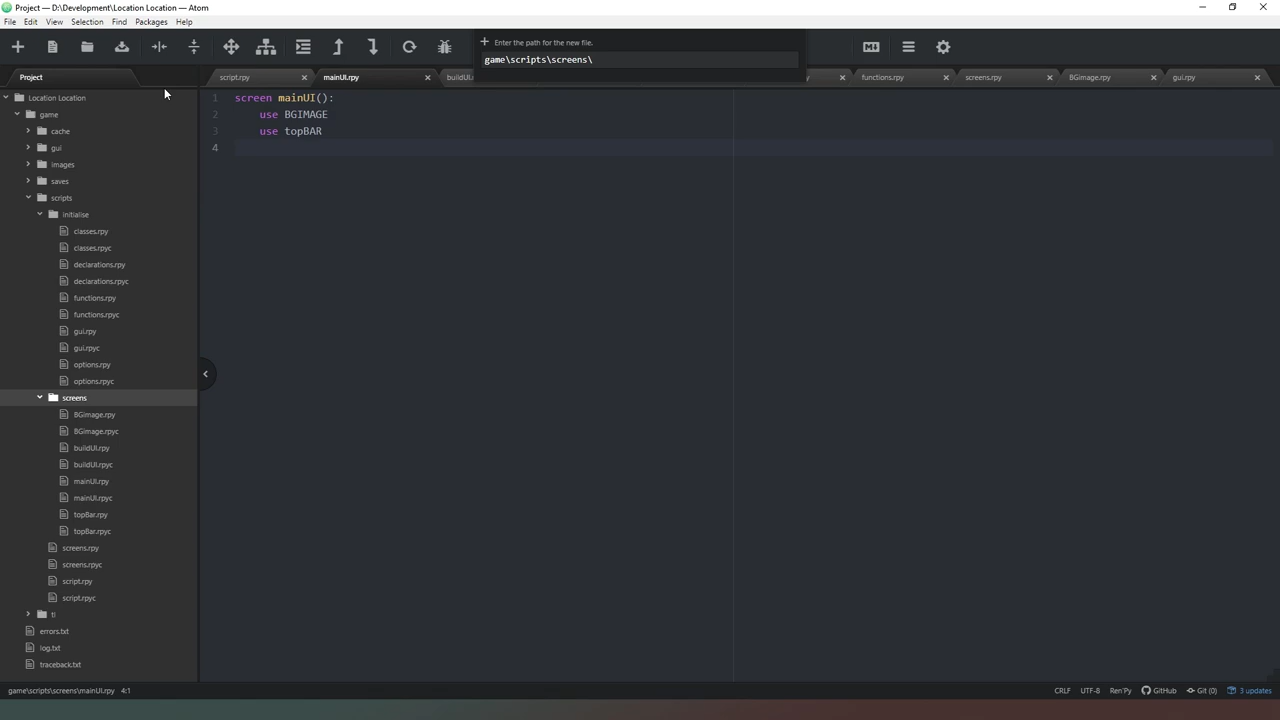 Project — D:\Development\Location Location — Atom
File Edit View Selection Find Packages Help
Enter the path for the new file.
game\scripts\screens\
Project
script.rpy
mainUI.rpy
functions.rpy
screens.rpy
BGimage.rpy
gui.rpy
Location Location
game
cache
gui
images
saves
scripts
initialise
classes.rpy
classes.rpyc
declarations.rpy
declarations.rpyc
functions.rpy
functions.rpyc
gui.rpy
gui.rpyc
options.rpy
options.rpyc
screens
BGimage.rpy
BGimage.rpyc
buildUI.rpy
buildUI.rpyc
mainUI.rpy
mainUI.rpyc
topBar.rpy
topBar.rpyc
screens.rpy
screens.rpyc
script.rpy
script.rpyc
tl
errors.txt
log.txt
traceback.txt
1 screen mainUI():
2 use BGIMAGE
3 use topBAR
4
game\scripts\screens\mainUI.rpy 4:1
CRLF UTF-8 Ren'Py GitHub Git (0) 3 updates